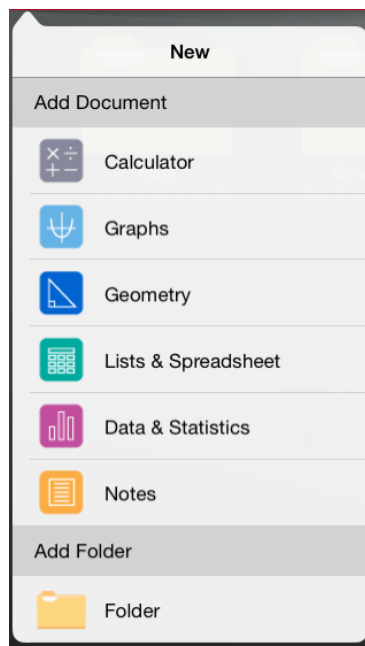 New
Add Document
Calculator
Graphs
Geometry
Lists & Spreadsheet
Data & Statistics
Notes
Add Folder
Folder